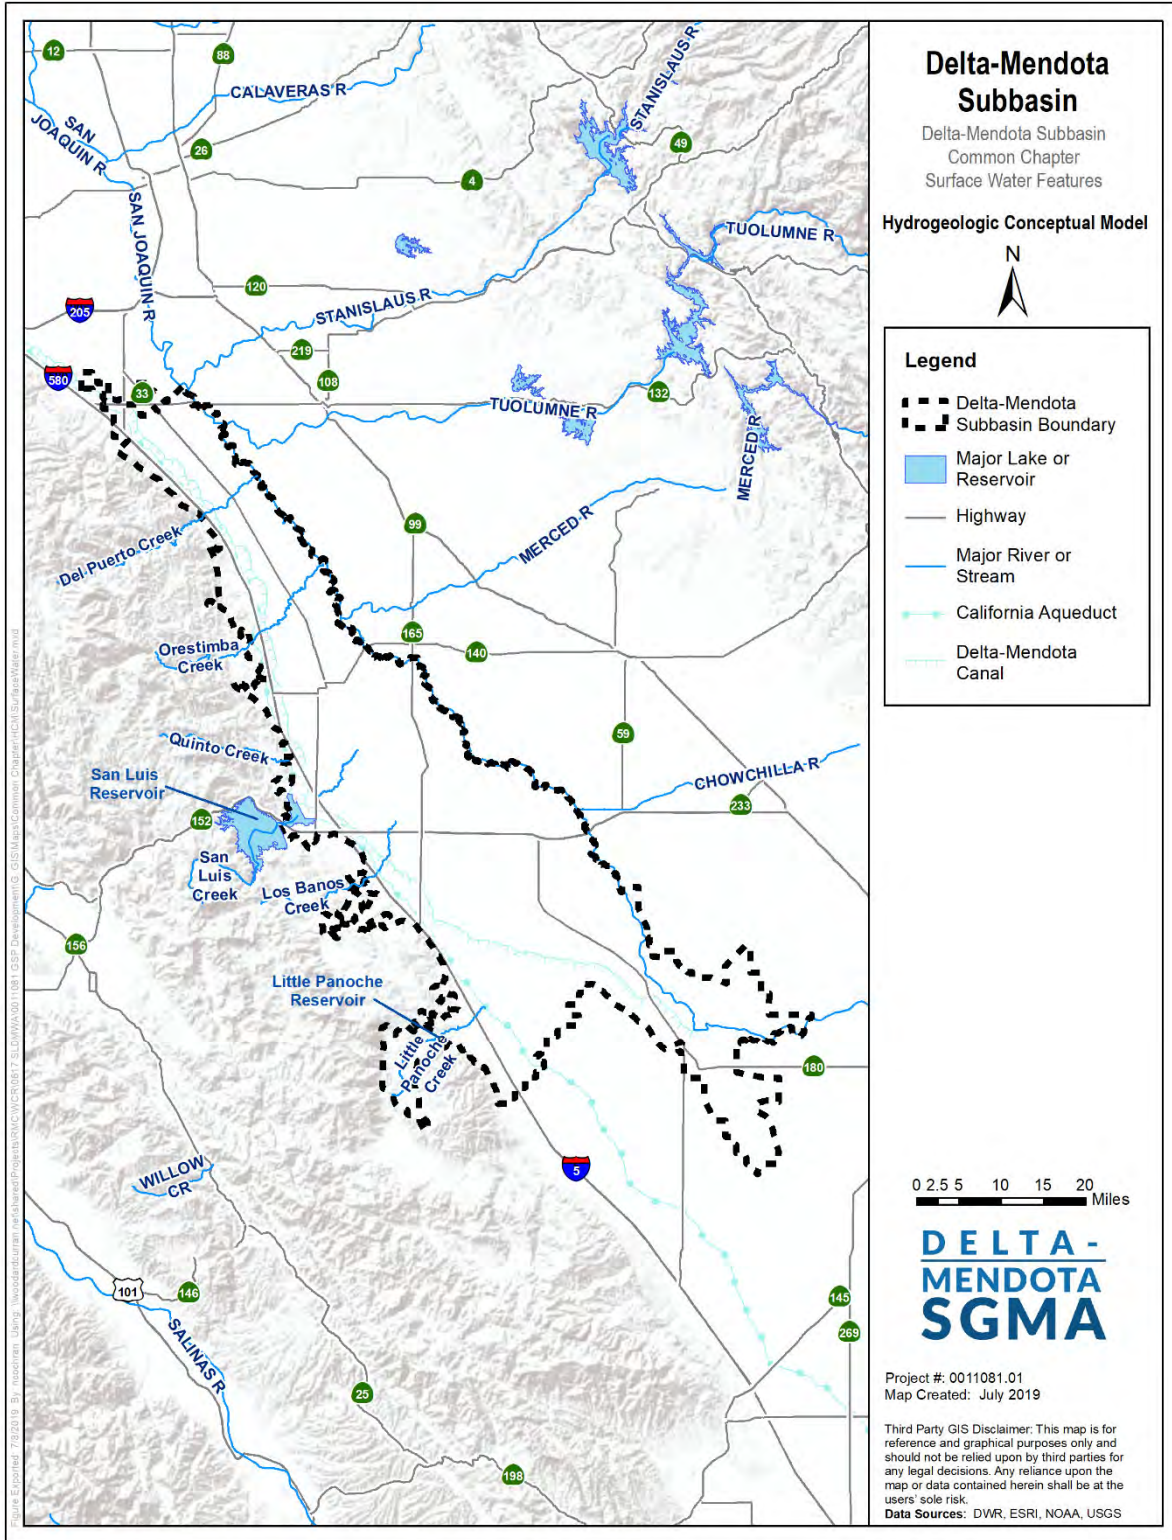 Delta-Mendota
Subbasin
Delta-Mendota Subbasin
Common Chapter
Surface Water Features
Hydrogeologic Conceptual Model
N
Legend
Delta-Mendota
Subbasin Boundary
Major Lake or
Reservoir
Highway
Major River or
Stream
California Aqueduct
Delta-Mendota
Canal
0 2.5 5 10 15 20
Miles
DELTA-
MENDOTA
SGMA
Project #: 0011081.01
Map Created: July 2019
Third Party GIS Disclaimer: This map is for
reference and graphical purposes only and
should not be relied upon by third parties for
any legal decisions. Any reliance upon the
map or data contained herein shall be at the
users' sole risk.
Data Sources: DWR, ESRI, NOAA, USGS
12
88
CALAVERAS R
STANISLAUS R
SAN
JOAQUIN R
26
49
4
SAN JOAQUIN R
TUOLUMNE R
120
205
STANISLAUS R
219
580
33
108
132
TUOLUMNE R
MERCED R
99
MERCED R
Del Puerto Creek
165
140
Orestimba
Creek
59
Quinto Creek
San Luis
Reservoir
CHOWCHILLA R
233
152
San
Luis
Creek
Los Banos
Creek
156
Little Panoche
Reservoir
Little
Panoche
Creek
180
5
WILLOW
CR
101
146
145
269
SALINAS R
25
198